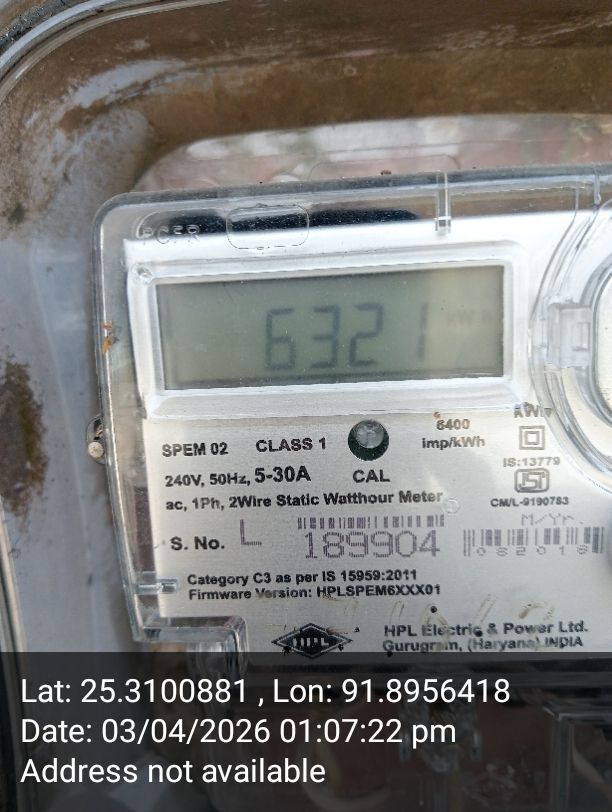 6321
SPEM 02 CLASS 1
6400
imp/kWh
240V, 50Hz, 5-30A CAL
IS:13779
ac, 1Ph, 2Wire Static Watthour Meter
CM/L-9190783
M/Yr.
S. No. L 189904
082018
Category C3 as per IS 15959:2011
Firmware Version: HPLSPEM6XXX01
HPL
HPL Electric & Power Ltd.
Gurugram, (Haryana) INDIA
Lat: 25.3100881 , Lon: 91.8956418
Date: 03/04/2026 01:07:22 pm
Address not available